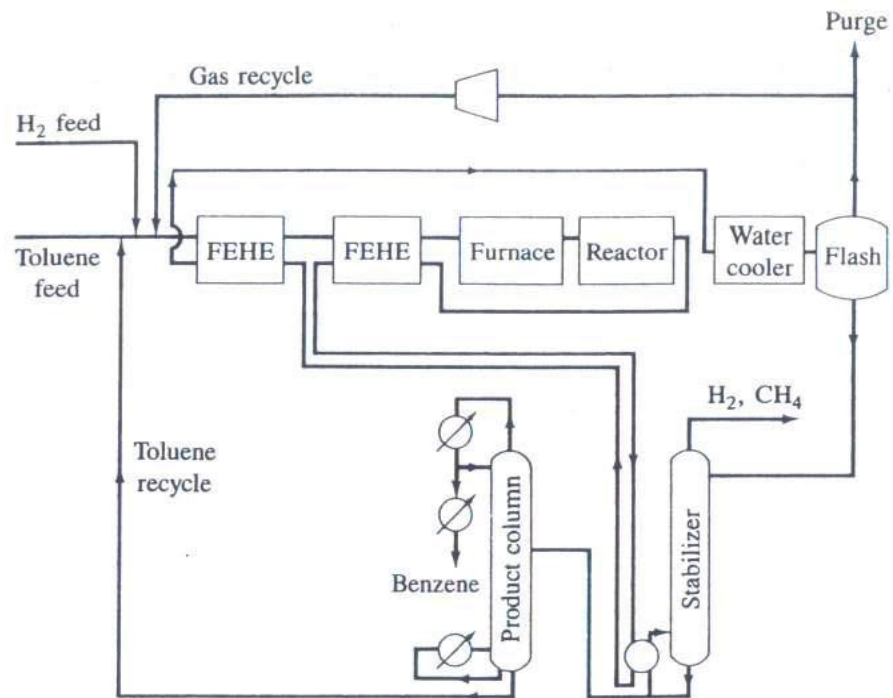 Purge
Gas recycle
H₂ feed
FEHE
FEHE
Furnace
Reactor
Water
cooler
Flash
Toluene
feed
H₂, CH₄
Toluene
recycle
Product column
Stabilizer
Benzene